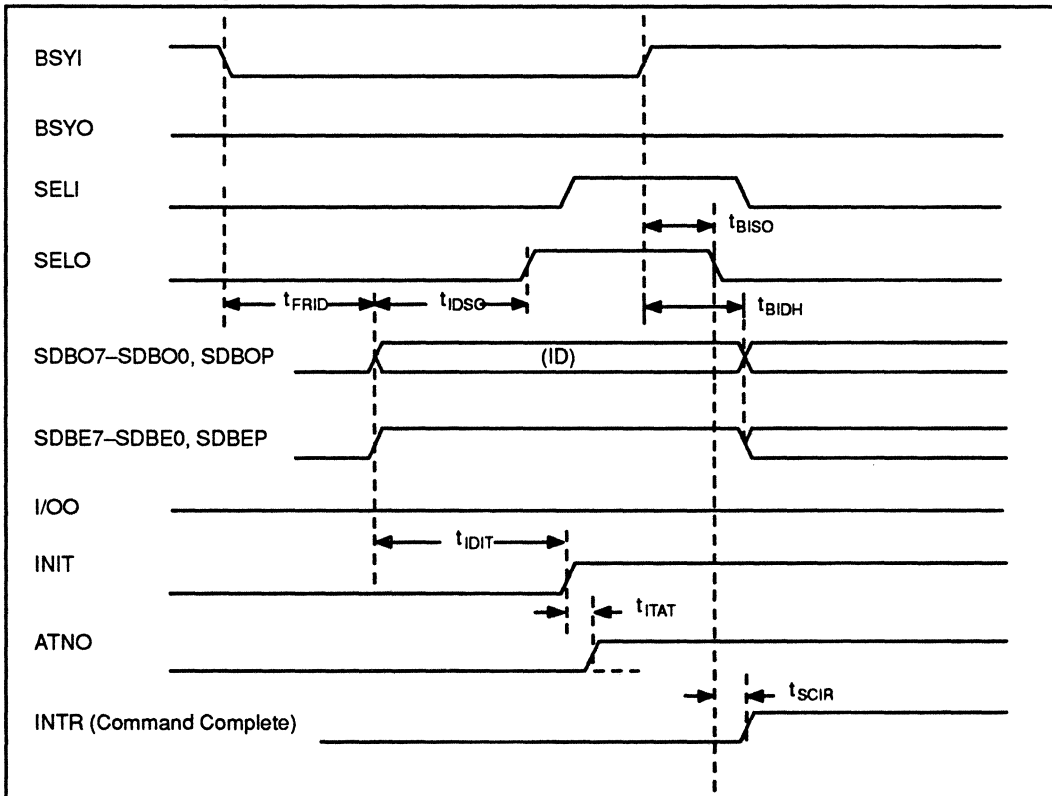 BSYI
BSYO
SELI
tBISO
SELO
tFRID
tIDSO
tBIDH
SDBO7–SDBO0, SDBOP
(ID)
SDBE7–SDBE0, SDBEP
I/OO
tIDIT
INIT
tITAT
ATNO
tSCIR
INTR (Command Complete)